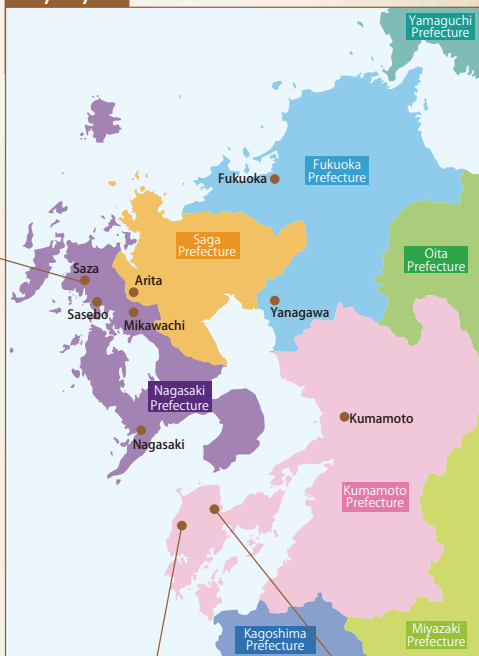 Yamaguchi
Prefecture
Fukuoka
Fukuoka
Prefecture
Saga
Prefecture
Oita
Prefecture
Saza
Arita
Sasebo
Mikawachi
Yanagawa
Nagasaki
Prefecture
Kumamoto
Nagasaki
Kumamoto
Prefecture
Kagoshima
Prefecture
Miyazaki
Prefecture